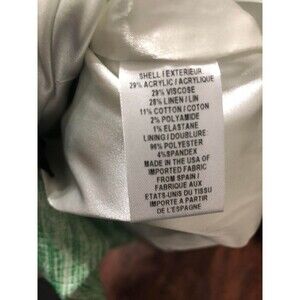 SHELL/EXTERIEUR
29% ACRYLIC / ACRYLIC
29% VISCOSE
28% LINEN / LIN
11% COTTON / COTON
2% POLYAMIDE
1% ELASTANE
LINING / DOUBLURE:
96% POLYESTER
4%SPANDEX
MADE IN THE USA OF
IMPORTED FABRIC
FROM SPAIN /
FABRIQUE AUX
ETATS-UNIS DU TISSU
IMPORTE A PARTIR
DE L'ESPAGNE